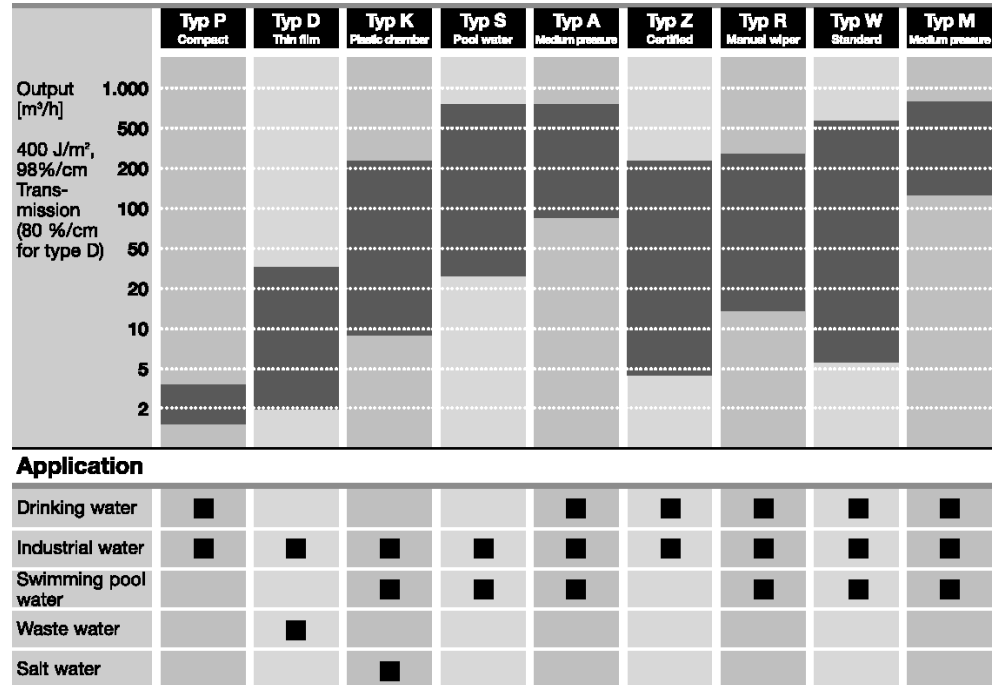 Typ P Typ D Typ K Typ S Typ A Typ Z Typ R Typ W Typ M
Compact Thin film Plastic chamber Pool water Medium pressure Certified Manual wiper Standard Medium pressure
Output 1.000
[m³/h]
500
400 J/m²,
98%/cm 200
Trans-
mission 100
(80 %/cm
for type D) 50
20
10
5
2
Application
Drinking water
Industrial water
Swimming pool
water
Waste water
Salt water